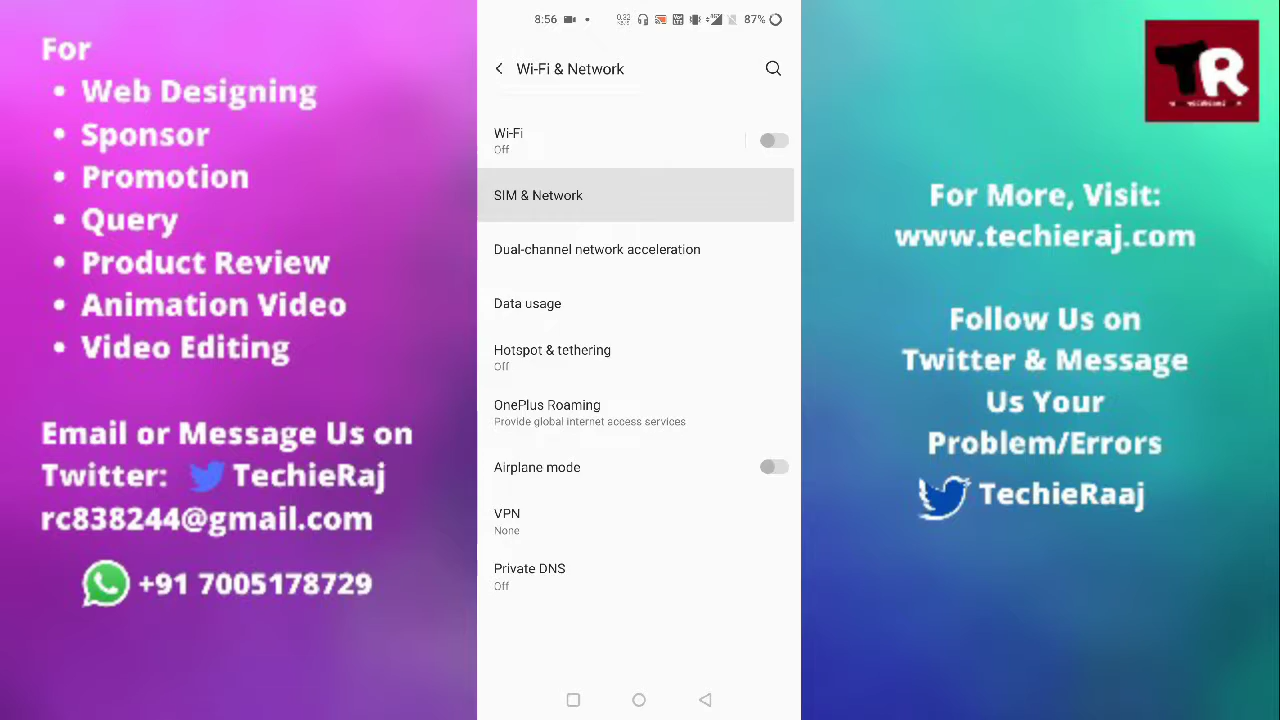 For
• Web Designing
• Sponsor
• Promotion
• Query
• Product Review
• Animation Video
• Video Editing
Email or Message Us on
Twitter: TechieRaj
rc838244@gmail.com
+91 7005178729
8:56
87%
Wi-Fi & Network
Wi-Fi
Off
SIM & Network
Dual-channel network acceleration
Data usage
Hotspot & tethering
Off
OnePlus Roaming
Provide global internet access services
Airplane mode
VPN
None
Private DNS
Off
TR
For More, Visit:
www.techieraj.com
Follow Us on
Twitter & Message
Us Your
Problem/Errors
TechieRaaj